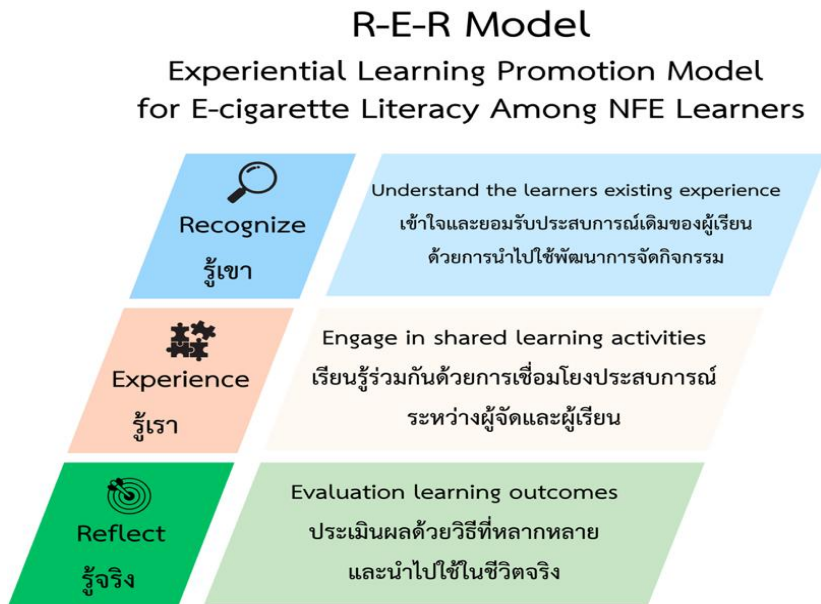 R-E-R Model
Experiential Learning Promotion Model
for E-cigarette Literacy Among NFE Learners
Recognize
รู้เขา
Understand the learners existing experience
เข้าใจและยอมรับประสบการณ์เดิมของผู้เรียน
ด้วยการนำไปใช้พัฒนาการจัดกิจกรรม
Experience
รู้เรา
Engage in shared learning activities
เรียนรู้ร่วมกันด้วยการเชื่อมโยงประสบการณ์
ระหว่างผู้จัดและผู้เรียน
Reflect
รู้จริง
Evaluation learning outcomes
ประเมินผลด้วยวิธีที่หลากหลาย
และนำไปใช้ในชีวิตจริง